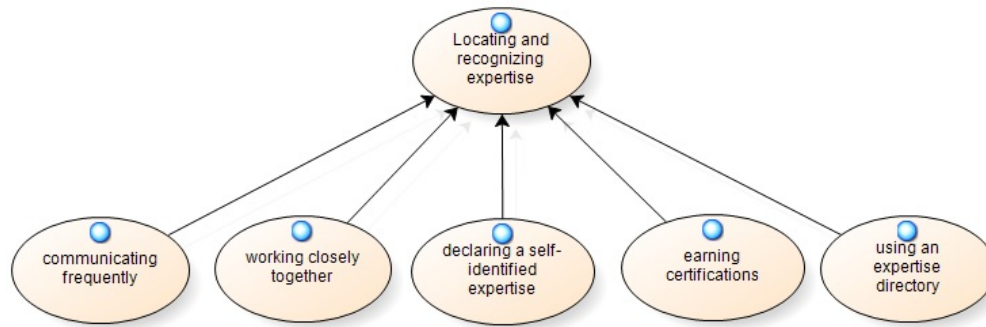 Locating and
recognizing
expertise
communicating
frequently
working closely
together
declaring a self-
identified
expertise
earning
certifications
using an
expertise
directory